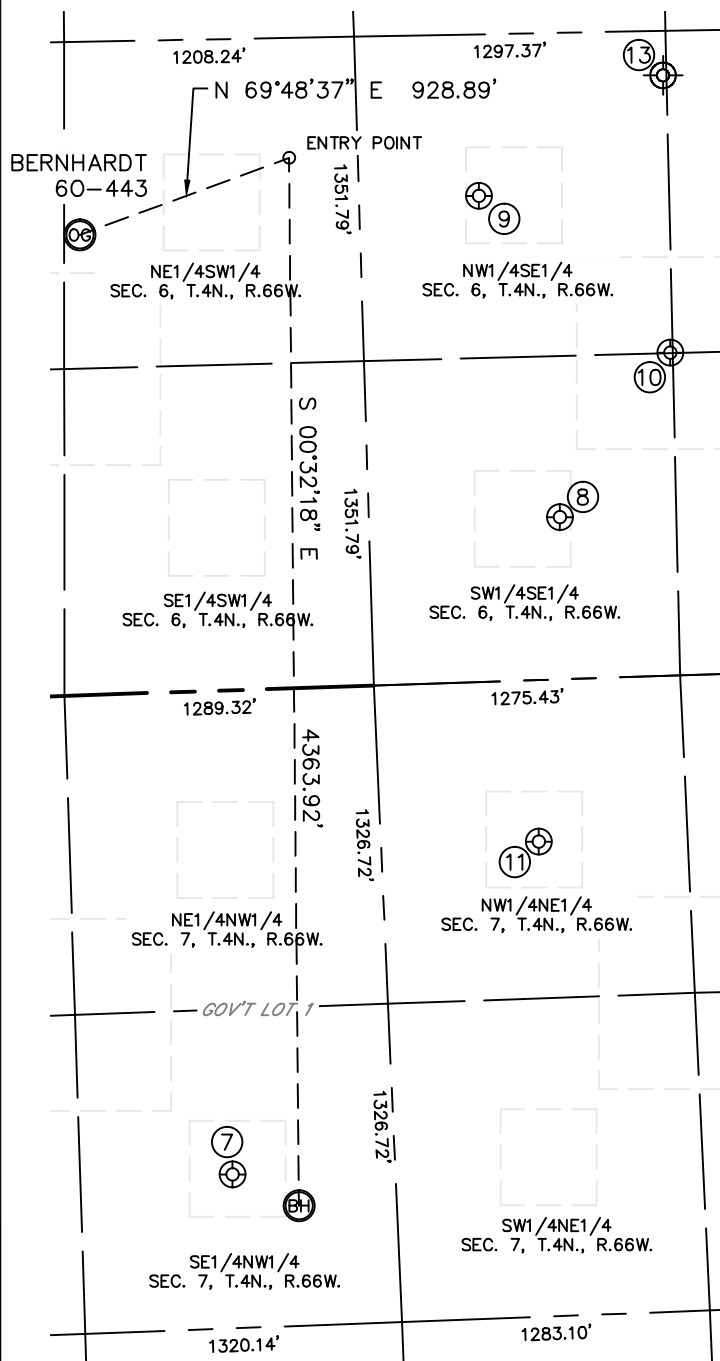 1208.24'
1297.37'
13
N 69°48'37" E 928.89'
ENTRY POINT
BERNHARDT
60-443
OG
1351.79'
9
NE1/4SW1/4
SEC. 6, T.4N., R.66W.
NW1/4SE1/4
SEC. 6, T.4N., R.66W.
10
S 00°32'18" E
1351.79'
8
SE1/4SW1/4
SEC. 6, T.4N., R.66W.
SW1/4SE1/4
SEC. 6, T.4N., R.66W.
1289.32'
1275.43'
4363.92'
1326.72'
11
NE1/4NW1/4
SEC. 7, T.4N., R.66W.
NW1/4NE1/4
SEC. 7, T.4N., R.66W.
GOV'T LOT 1
1326.72'
7
BH
SE1/4NW1/4
SEC. 7, T.4N., R.66W.
SW1/4NE1/4
SEC. 7, T.4N., R.66W.
1320.14'
1283.10'